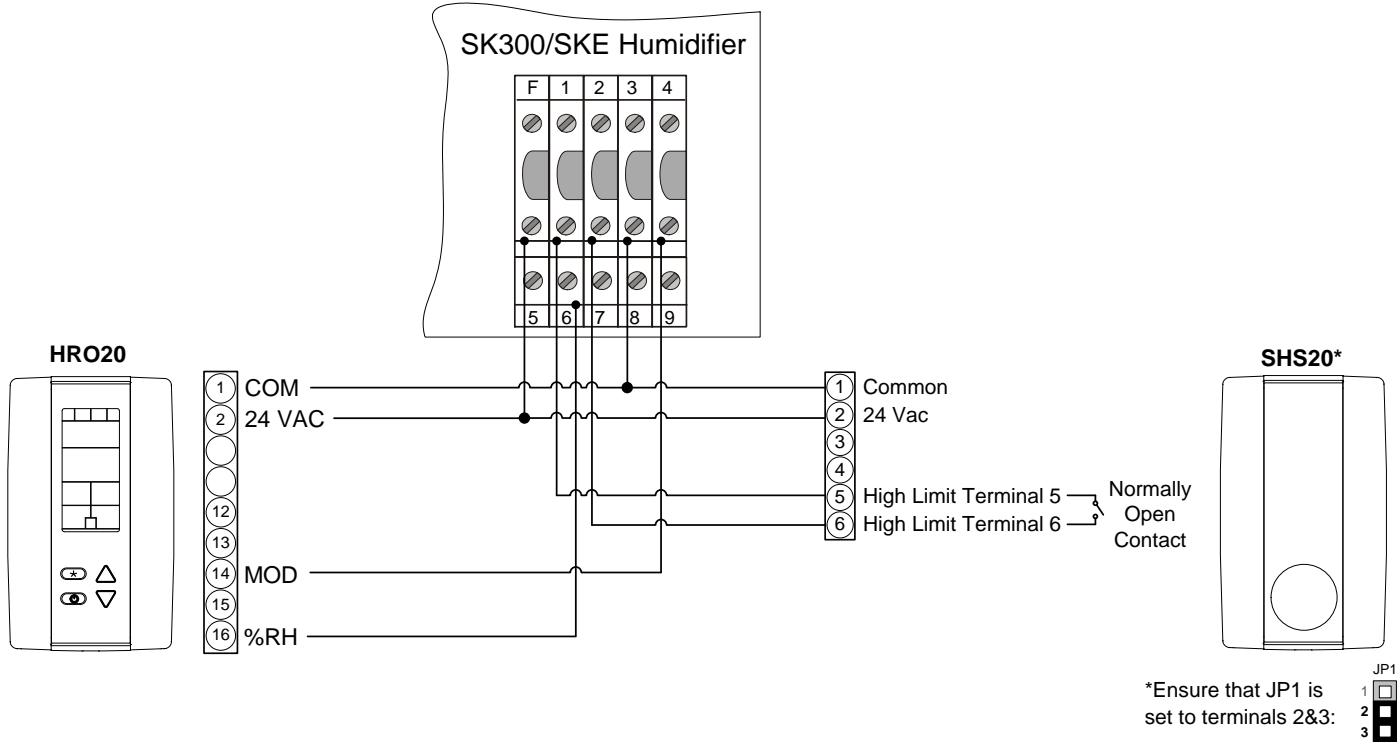 SK300/SKE Humidifier
F 1 2 3 4
5 6 7 8 9
HRO20
1 COM
2 24 VAC
12
13
14 MOD
15
16 %RH
1 Common
2 24 Vac
3
4
5 High Limit Terminal 5
6 High Limit Terminal 6
Normally
Open
Contact
SHS20*
*Ensure that JP1 is
set to terminals 2&3:
JP1
1
2
3